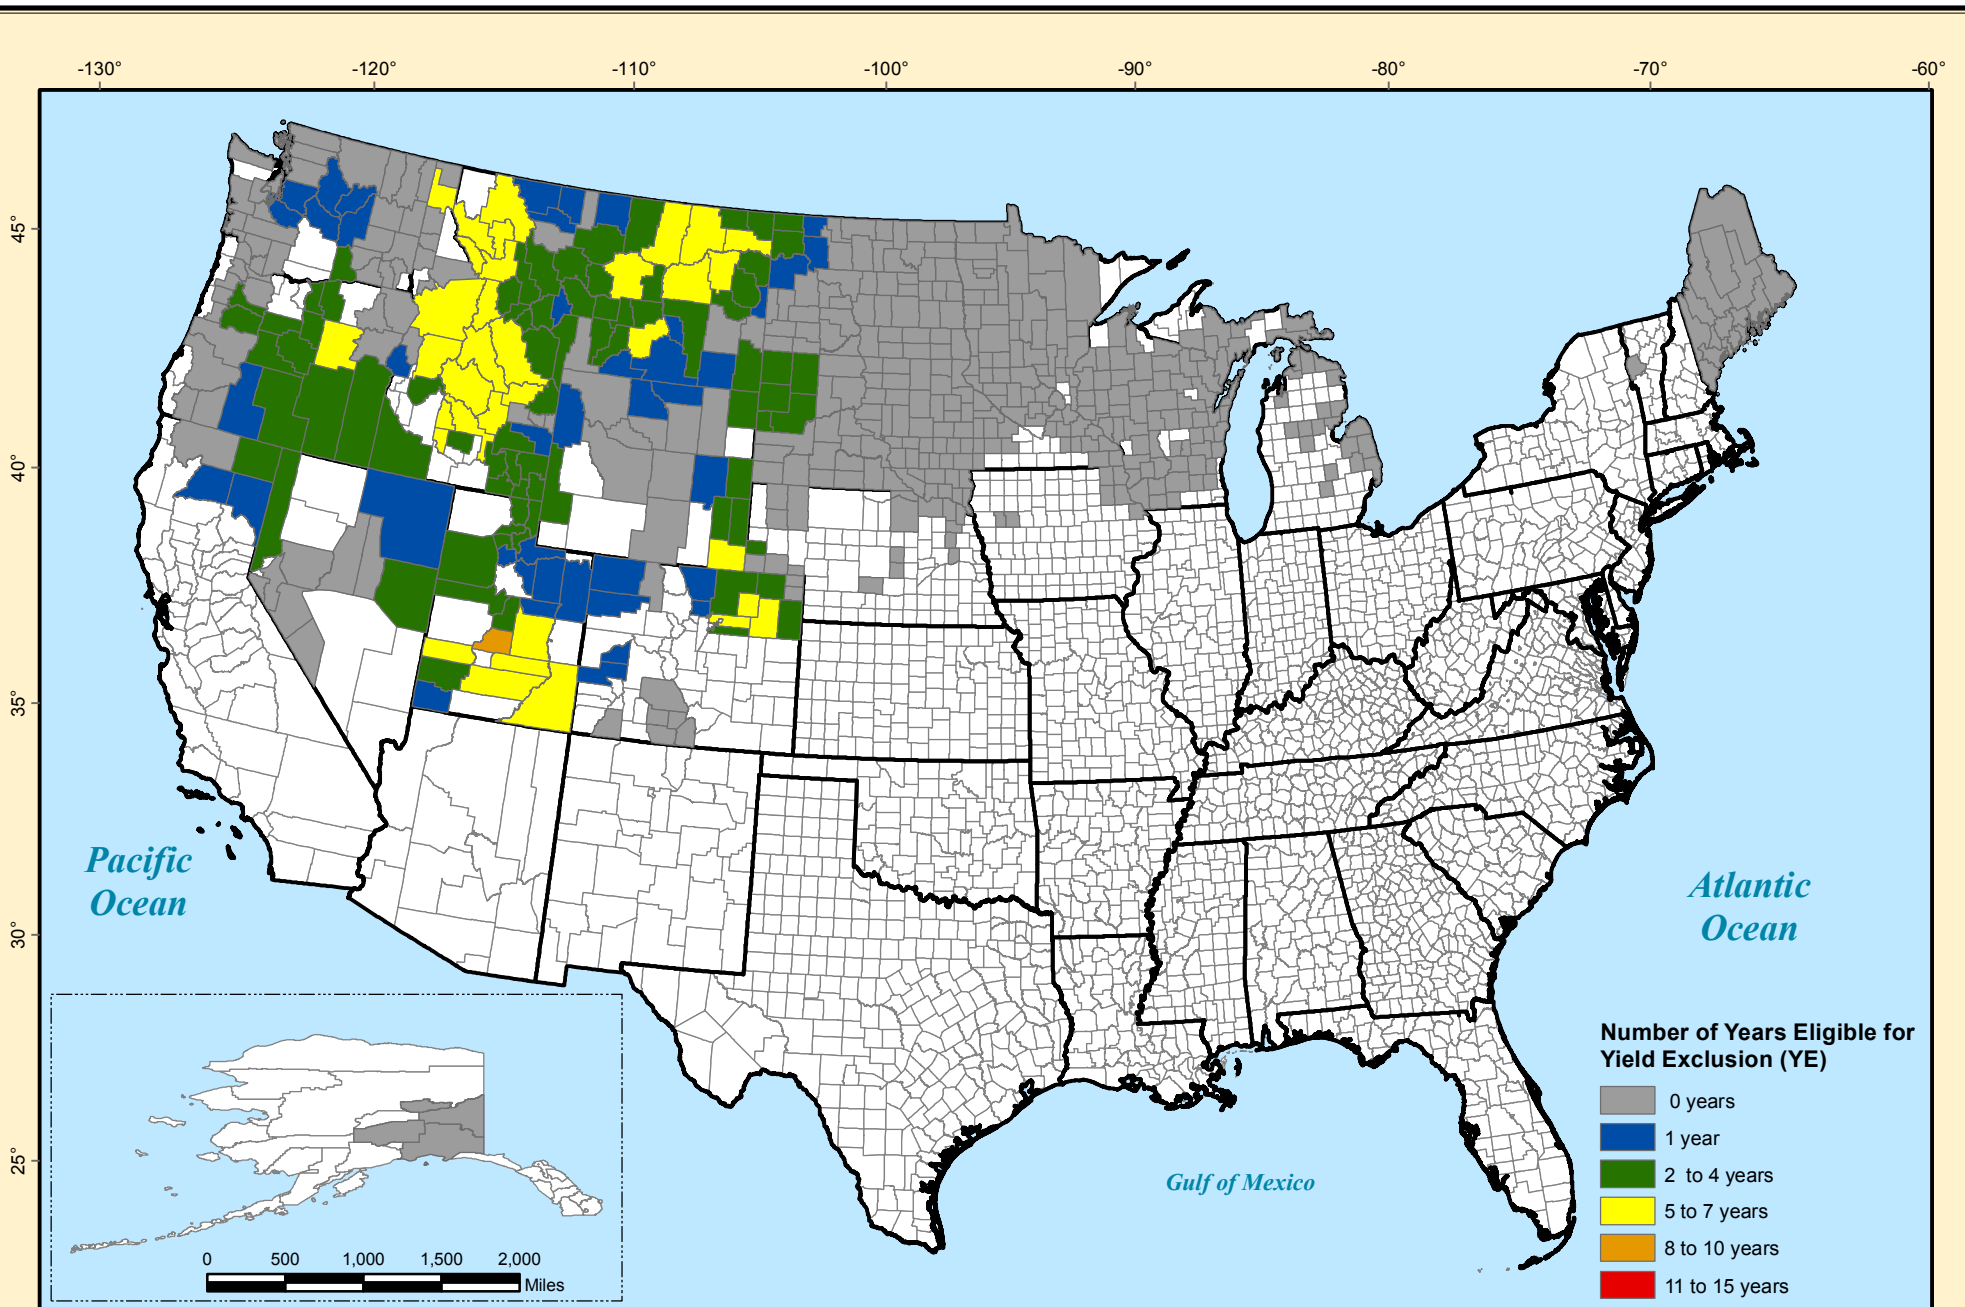 -130°
-120°
-110°
-100°
-90°
-80°
-70°
-60°
45°
40°
35°
30°
25°
Pacific
Ocean
Atlantic
Ocean
Gulf of Mexico
Number of Years Eligible for
Yield Exclusion (YE)
0 years
1 year
2 to 4 years
5 to 7 years
8 to 10 years
11 to 15 years
0 500 1,000 1,500 2,000
Miles